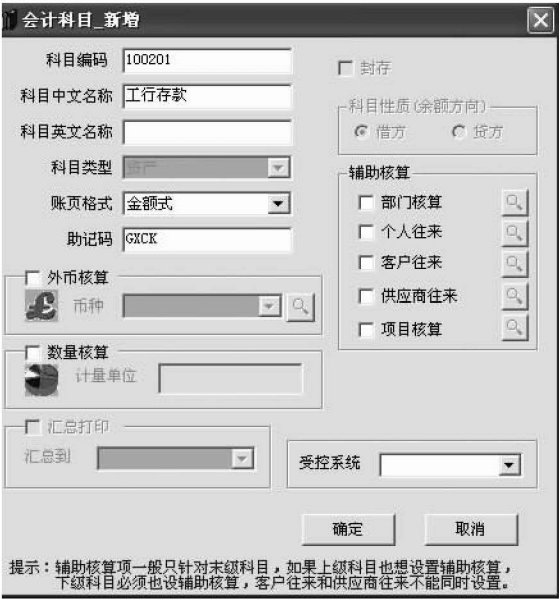 会计科目_新增
科目编码 100201
科目中文名称 工行存款
科目英文名称
科目类型 资产
账页格式 金额式
助记码 GXCK
外币核算
币种
数量核算
计量单位
汇总打印
汇总到
封存
科目性质(余额方向)
借方 贷方
辅助核算
部门核算
个人往来
客户往来
供应商往来
项目核算
受控系统
确定 取消
提示：辅助核算项一般只针对末级科目，如果上级科目也想设置辅助核算，
下级科目必须也设辅助核算，客户往来和供应商往来不能同时设置。